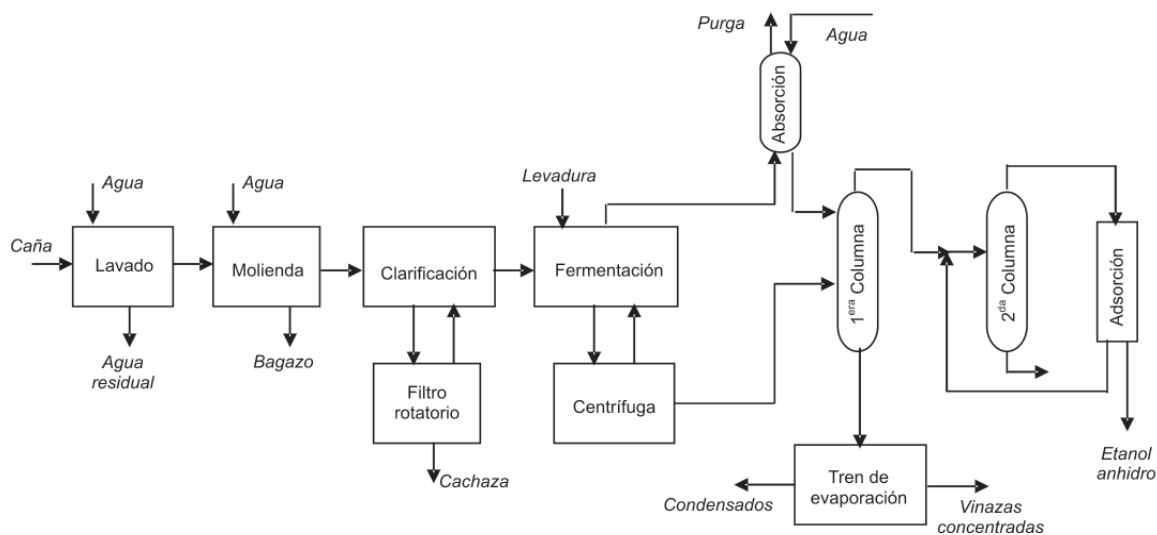 Purga
Agua
Absorción
Agua
Agua
Levadura
Caña
Lavado
Molienda
Clarificación
Fermentación
1era Columna
2da Columna
Adsorción
Agua
residual
Bagazo
Filtro
rotatorio
Centrífuga
Cachaza
Etanol
anhidro
Tren de
evaporación
Condensados
Vinazas
concentradas